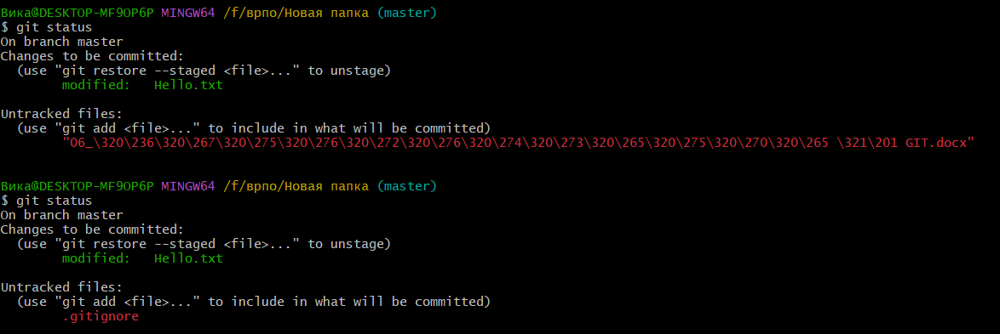 Вика@DESKTOP-MF9OP6P MINGW64 /f/врпо/Новая папка (master)
$ git status
On branch master
Changes to be committed:
  (use "git restore --staged <file>..." to unstage)
        modified:   Hello.txt

Untracked files:
  (use "git add <file>..." to include in what will be committed)
        "06_\320\236\320\267\320\275\320\276\320\272\320\276\320\274\320\273\320\265\320\275\320\270\320\265 \321\201 GIT.docx"

Вика@DESKTOP-MF9OP6P MINGW64 /f/врпо/Новая папка (master)
$ git status
On branch master
Changes to be committed:
  (use "git restore --staged <file>..." to unstage)
        modified:   Hello.txt

Untracked files:
  (use "git add <file>..." to include in what will be committed)
        .gitignore